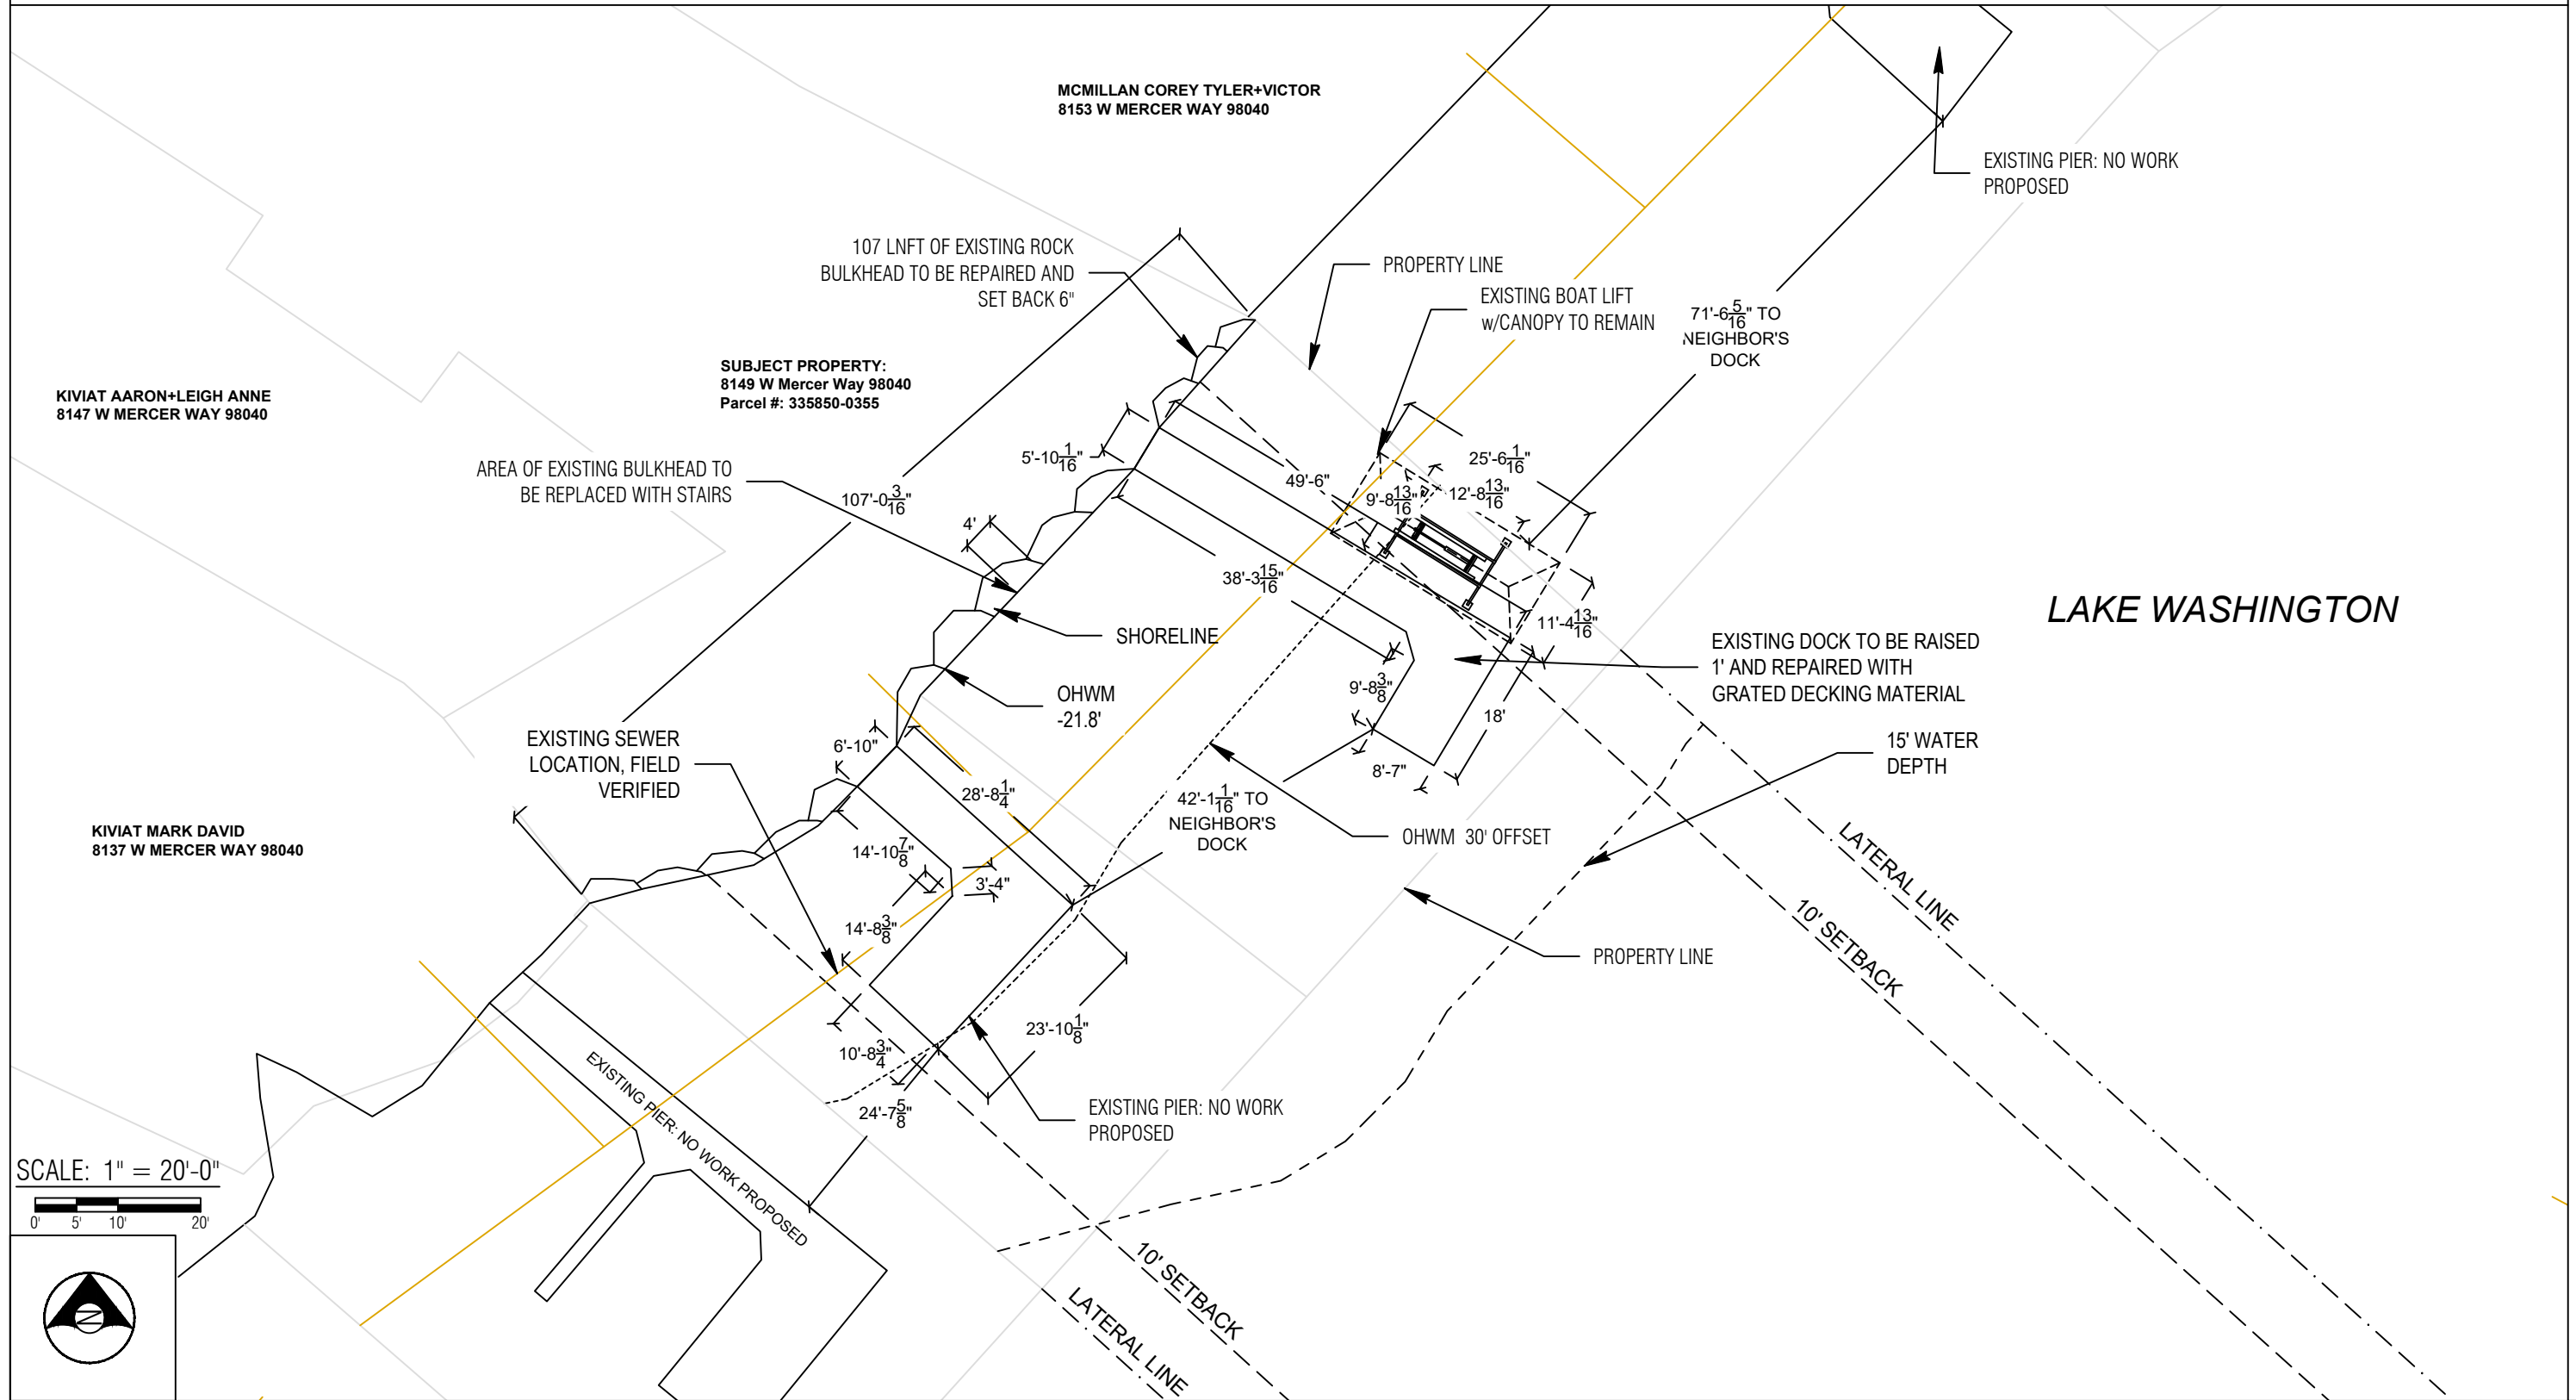 MCMILLAN COREY TYLER+VICTOR
8153 W MERCER WAY 98040
EXISTING PIER: NO WORK
PROPOSED
107 LNFT OF EXISTING ROCK
BULKHEAD TO BE REPAIRED AND
SET BACK 6"
PROPERTY LINE
EXISTING BOAT LIFT
w/CANOPY TO REMAIN
71'-6 5/16" TO
NEIGHBOR'S
DOCK
SUBJECT PROPERTY:
8149 W Mercer Way 98040
Parcel #: 335850-0355
KIVIAT AARON+LEIGH ANNE
8147 W MERCER WAY 98040
5'-10 1/16"
25'-6 1/16"
49'-6"
9'-8 13/16"
12'-8 13/16"
AREA OF EXISTING BULKHEAD TO
BE REPLACED WITH STAIRS
107'-0 3/16"
4'
38'-3 15/16"
11'-4 13/16"
LAKE WASHINGTON
SHORELINE
EXISTING DOCK TO BE RAISED
1' AND REPAIRED WITH
GRATED DECKING MATERIAL
OHWM
-21.8'
9'-8 3/8"
18'
EXISTING SEWER
LOCATION, FIELD
VERIFIED
6'-10"
15' WATER
DEPTH
8'-7"
28'-8 1/4"
42'-1 1/16" TO
NEIGHBOR'S
DOCK
OHWM 30' OFFSET
KIVIAT MARK DAVID
8137 W MERCER WAY 98040
14'-10 7/8"
3'-4"
LATERAL LINE
14'-8 3/8"
10' SETBACK
PROPERTY LINE
23'-10 1/8"
10'-8 3/4"
24'-7 5/8"
EXISTING PIER: NO WORK
PROPOSED
EXISTING PIER: NO WORK PROPOSED
SCALE: 1" = 20'-0"
0' 5' 10' 20'
10' SETBACK
LATERAL LINE
N